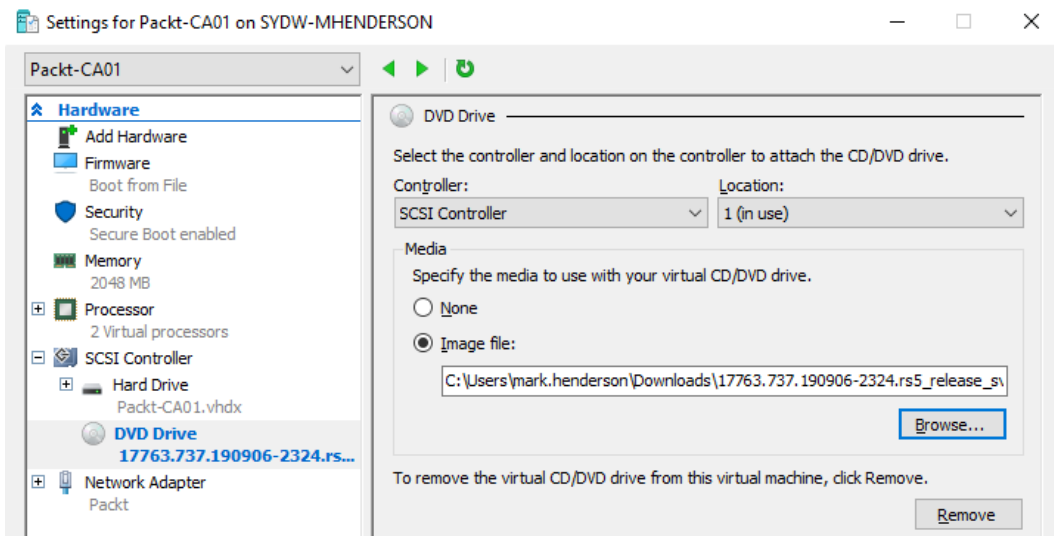 Settings for Packt-CA01 on SYDW-MHENDERSON
Packt-CA01
Hardware
Add Hardware
Firmware
Boot from File
Security
Secure Boot enabled
Memory
2048 MB
Processor
2 Virtual processors
SCSI Controller
Hard Drive
Packt-CA01.vhdx
DVD Drive
17763.737.190906-2324.rs...
Network Adapter
Packt
DVD Drive
Select the controller and location on the controller to attach the CD/DVD drive.
Controller:
Location:
SCSI Controller
1 (in use)
Media
Specify the media to use with your virtual CD/DVD drive.
None
Image file:
C:\Users\mark.henderson\Downloads\17763.737.190906-2324.rs5_release_sv
Browse...
To remove the virtual CD/DVD drive from this virtual machine, click Remove.
Remove